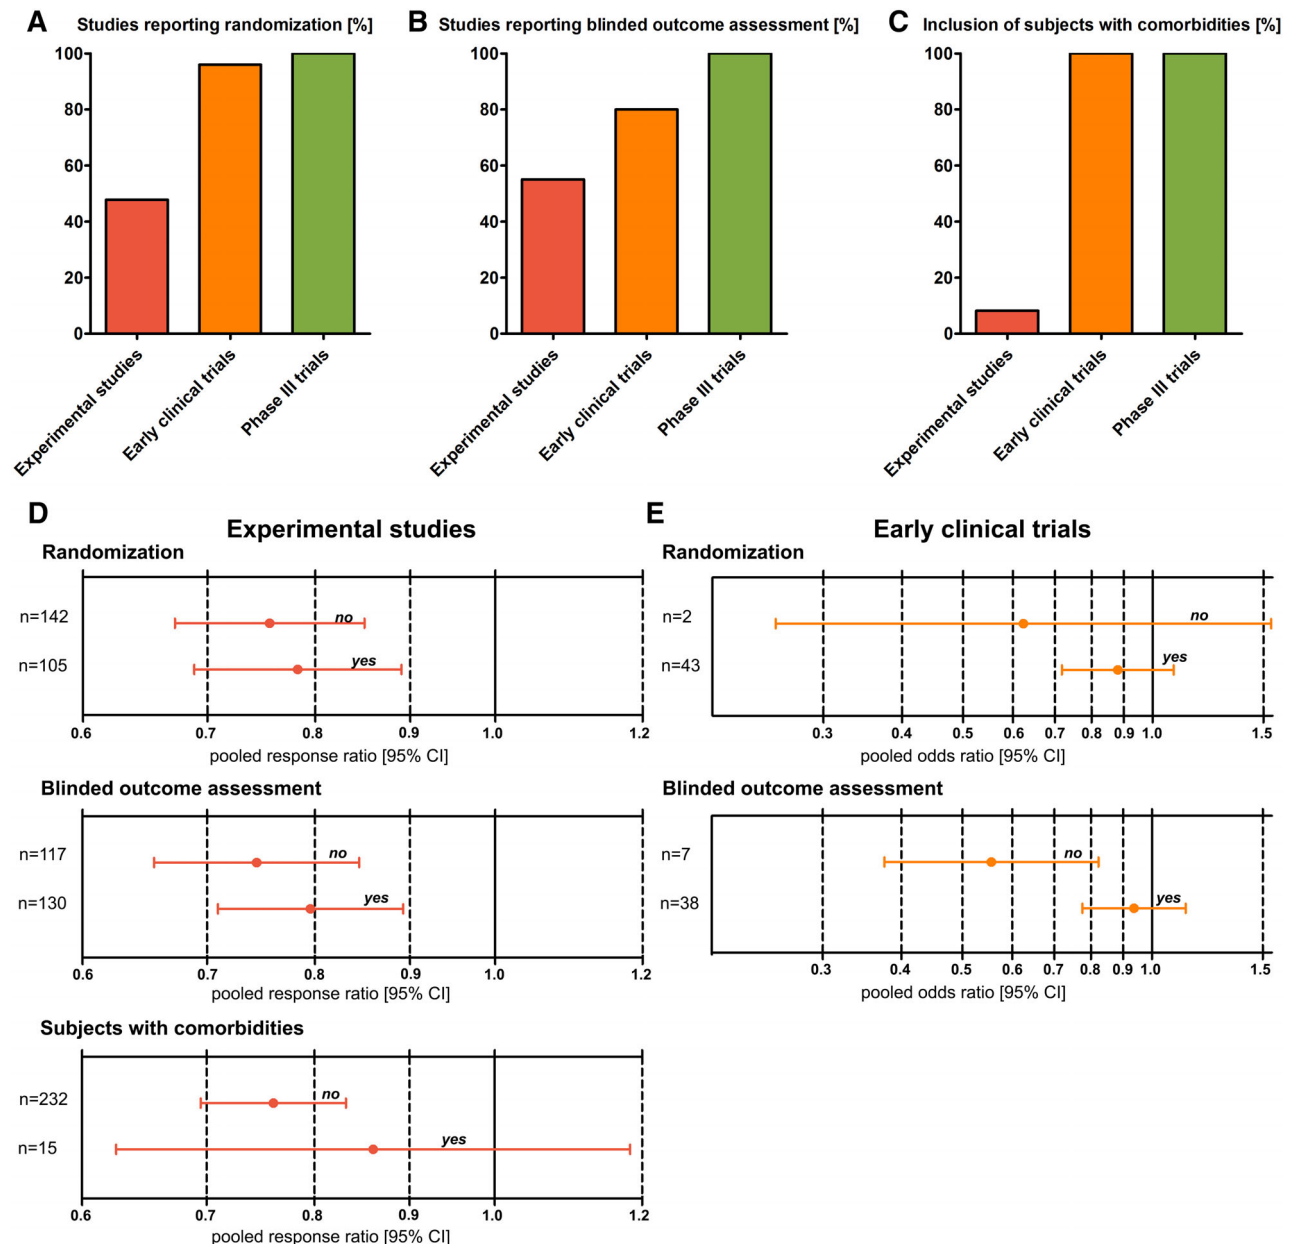 A Studies reporting randomization [%]
100
80
60
40
20
0
Experimental studies
Early clinical trials
Phase III trials
B Studies reporting blinded outcome assessment [%]
100
80
60
40
20
0
Experimental studies
Early clinical trials
Phase III trials
C Inclusion of subjects with comorbidities [%]
100
80
60
40
20
0
Experimental studies
Early clinical trials
Phase III trials
D Experimental studies
Randomization
n=142 no
n=105 yes
0.6 0.7 0.8 0.9 1.0 1.2
pooled response ratio [95% CI]
Blinded outcome assessment
n=117 no
n=130 yes
0.6 0.7 0.8 0.9 1.0 1.2
pooled response ratio [95% CI]
Subjects with comorbidities
n=232 no
n=15 yes
0.6 0.7 0.8 0.9 1.0 1.2
pooled response ratio [95% CI]
E Early clinical trials
Randomization
n=2 no
n=43 yes
0.3 0.4 0.5 0.6 0.7 0.8 0.9 1.0 1.5
pooled odds ratio [95% CI]
Blinded outcome assessment
n=7 no
n=38 yes
0.3 0.4 0.5 0.6 0.7 0.8 0.9 1.0 1.5
pooled odds ratio [95% CI]